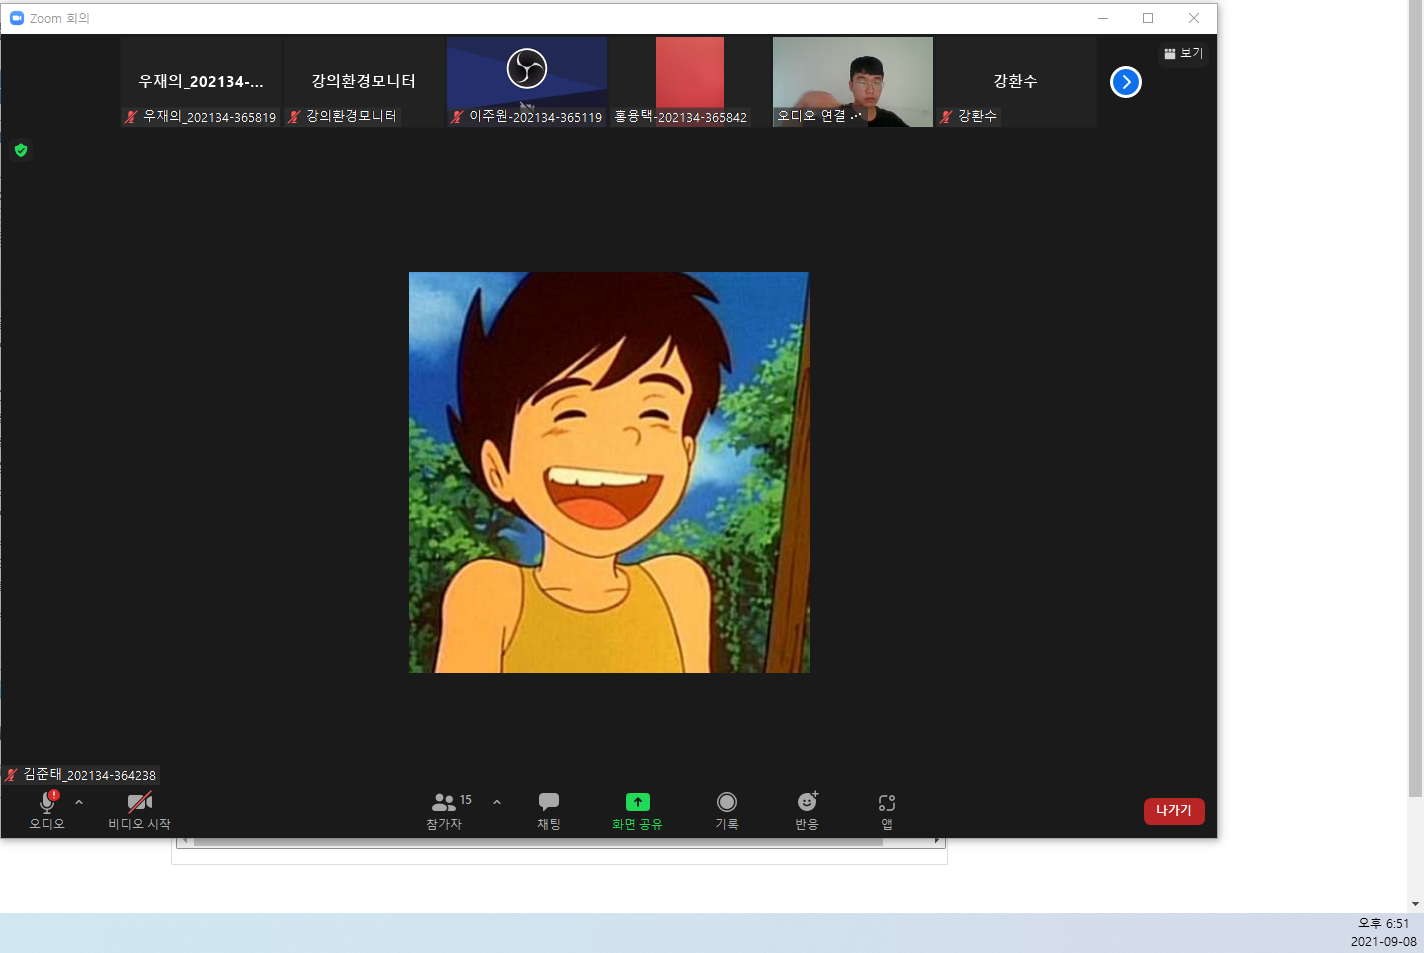 Zoom 회의
보기
우재의_202134-...
강의환경모니터
강환수
우재의_202134-365819
강의환경모니터
이주원-202134-365119
홍용택-202134-365842
오디오 연결 ...
강환수
김준태_202134-364238
15
오디오
비디오 시작
참가자
채팅
화면 공유
기록
반응
앱
나가기
오후 6:51
2021-09-08